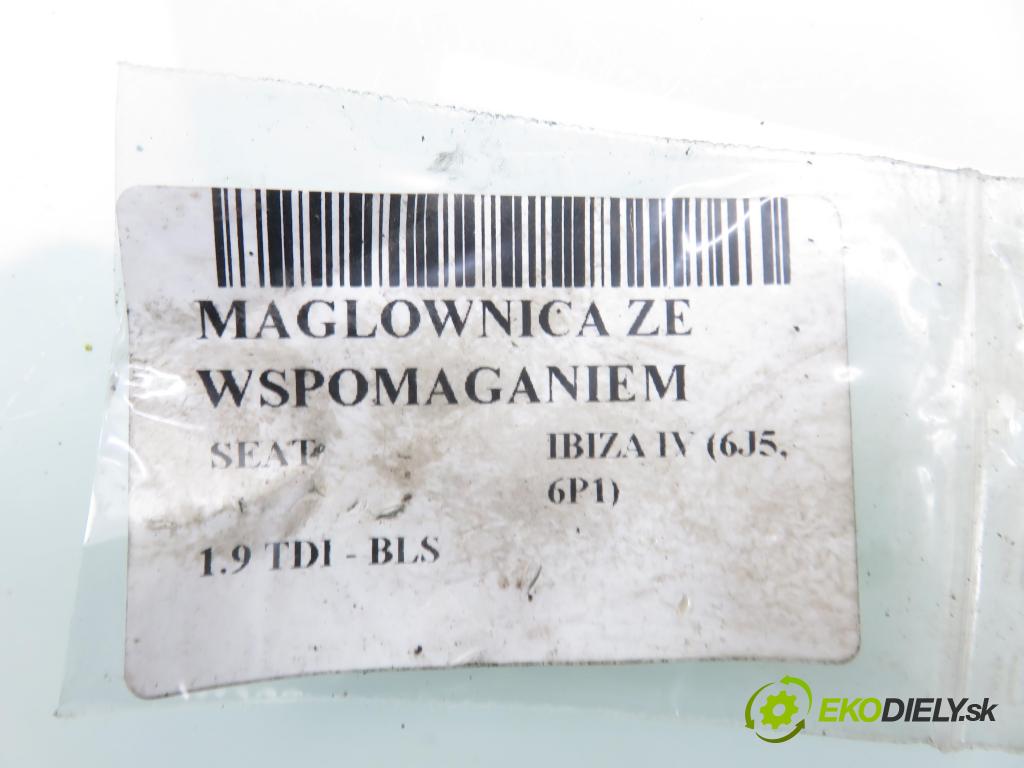 MAGLOWNICA ZE
WSPOMAGANIEM
SEAT
IBIZA IV (6J5,
6P1)
1.9 TDI - BLS
EKODIELY.sk